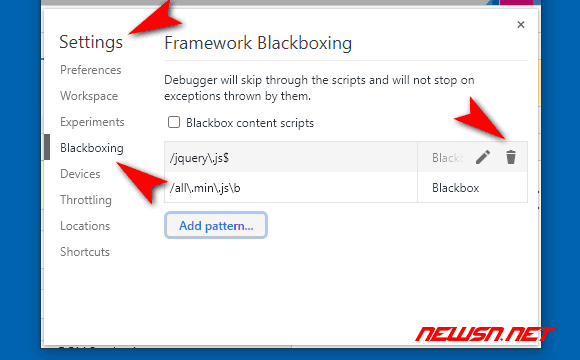 Settings
Preferences
Workspace
Experiments
Blackboxing
Devices
Throttling
Locations
Shortcuts
Framework Blackboxing
Debugger will skip through the scripts and will not stop on
exceptions thrown by them.
Blackbox content scripts
/jquery\.js$
/all\.min\.js\b Blackbox
Add pattern...
NEWSN.NET